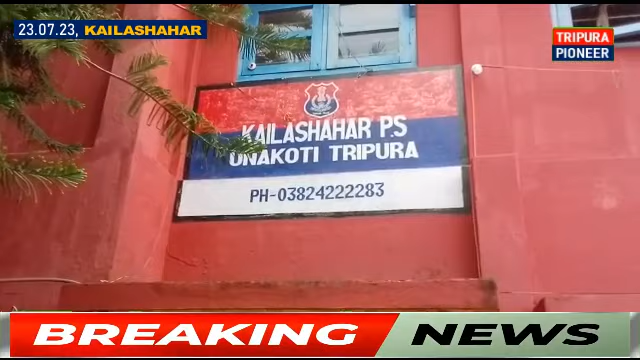 23.07.23, KAILASHAHAR
TRIPURA
PIONEER
KAILASHAHAR P.S
UNAKOTI TRIPURA
PH-03824222283
BREAKING NEWS